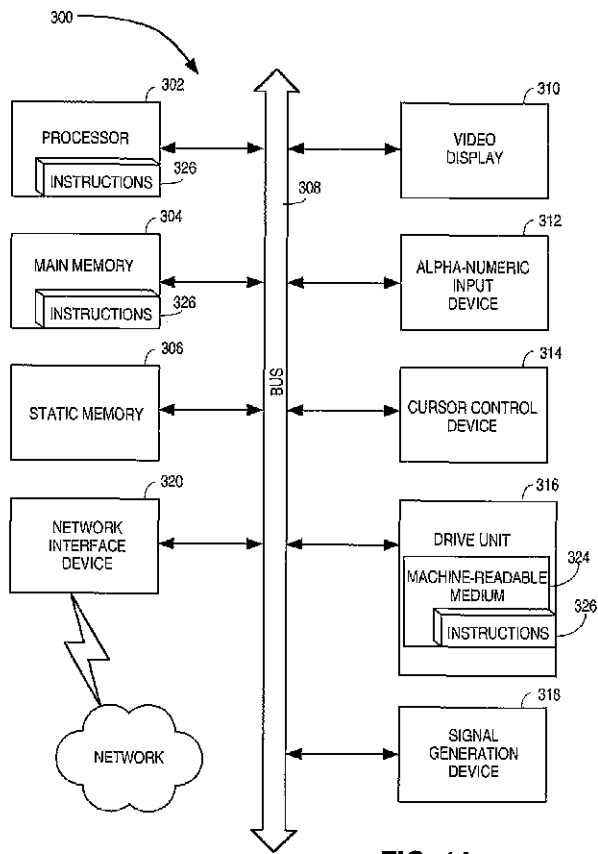 300
302
PROCESSOR
INSTRUCTIONS
326
304
MAIN MEMORY
INSTRUCTIONS
326
306
STATIC MEMORY
320
NETWORK
INTERFACE
DEVICE
NETWORK
308
BUS
310
VIDEO
DISPLAY
312
ALPHA-NUMERIC
INPUT
DEVICE
314
CURSOR CONTROL
DEVICE
316
DRIVE UNIT
324
MACHINE-READABLE
MEDIUM
326
INSTRUCTIONS
318
SIGNAL
GENERATION
DEVICE